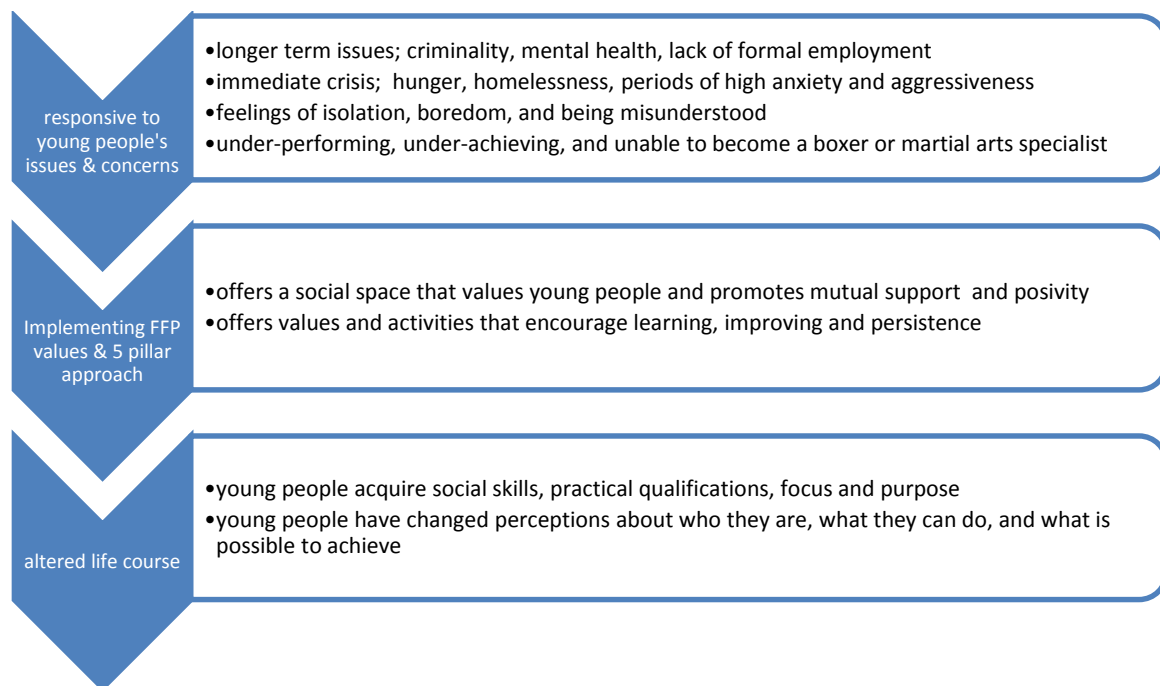 responsive to
young people's
issues & concerns
•longer term issues; criminality, mental health, lack of formal employment
•immediate crisis;  hunger, homelessness, periods of high anxiety and aggressiveness
•feelings of isolation, boredom, and being misunderstood
•under-performing, under-achieving, and unable to become a boxer or martial arts specialist
Implementing FFP
values & 5 pillar
approach
•offers a social space that values young people and promotes mutual support  and posivity
•offers values and activities that encourage learning, improving and persistence
altered life course
•young people acquire social skills, practical qualifications, focus and purpose
•young people have changed perceptions about who they are, what they can do, and what is
possible to achieve